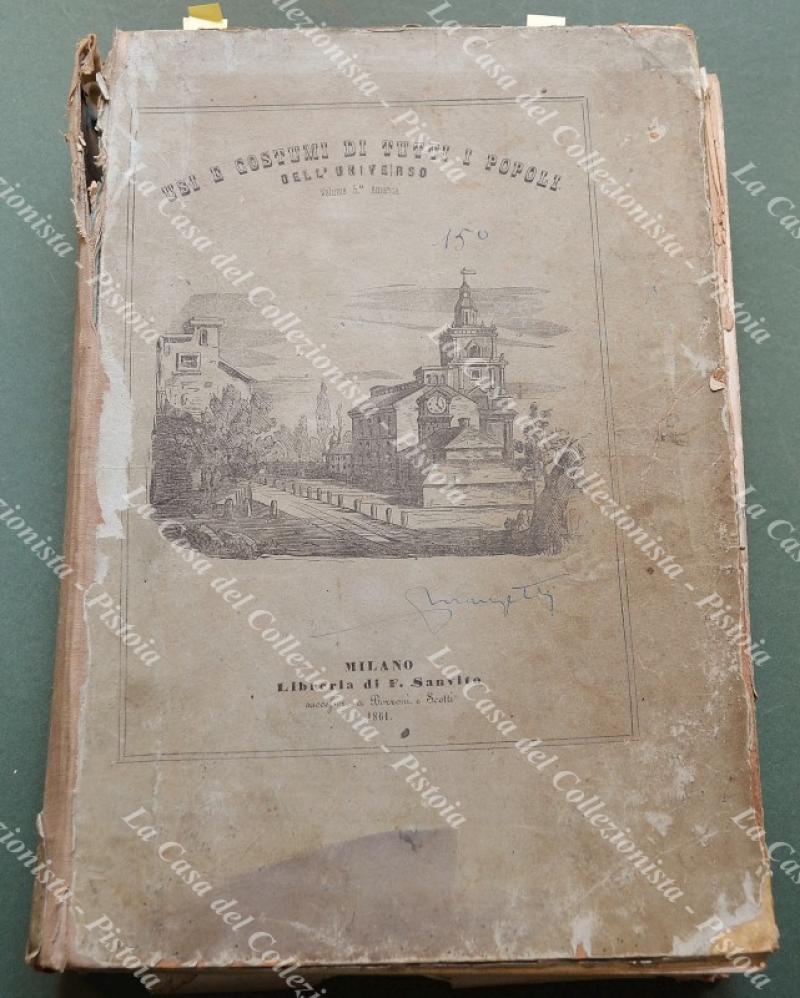 USI E COSTUMI DI TUTTI I POPOLI
DELL'UNIVERSO
Volume 5.º America
150
MILANO
Libreria di F. Sanvito
successore a Borroni e Scotti
1861.
La Casa del Collezionista - Pistoia